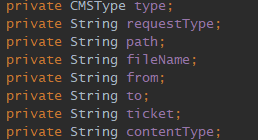 private CMSType type;
private String requestType;
private String path;
private String fileName;
private String from;
private String to;
private String ticket;
private String contentType;